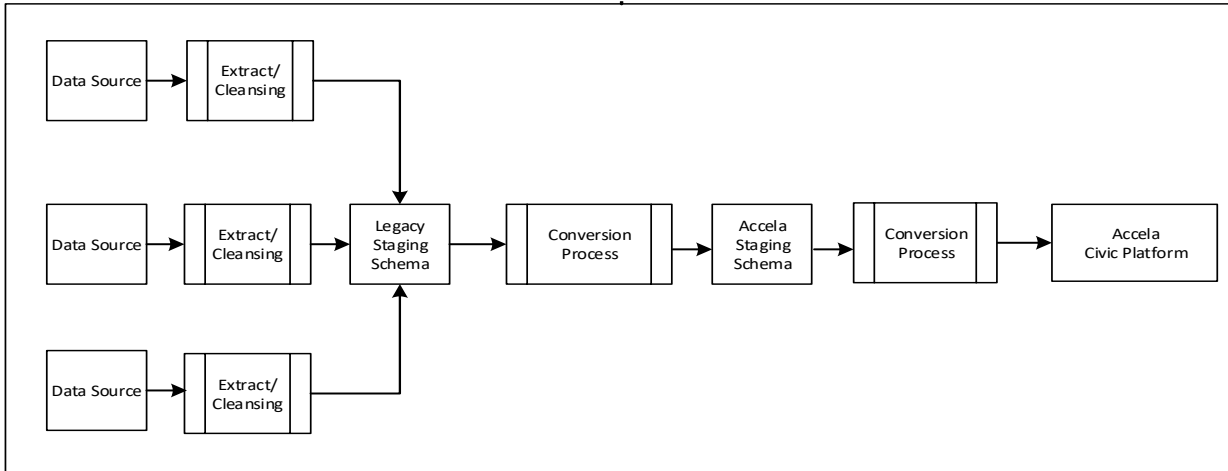 Data Source
Extract/
Cleansing
Data Source
Extract/
Cleansing
Legacy
Staging
Schema
Conversion
Process
Accela
Staging
Schema
Conversion
Process
Accela
Civic Platform
Data Source
Extract/
Cleansing